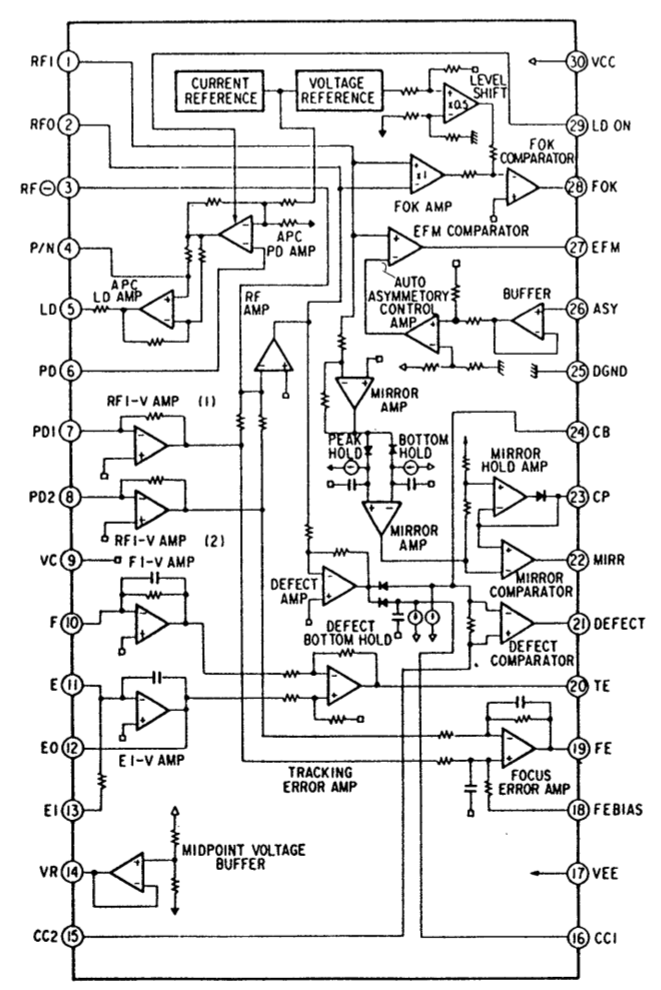 RFI 1
RFO 2
RF⊖ 3
P/N 4
LD 5
PD 6
PD1 7
PD2 8
VC 9
F 10
E 11
EO 12
EI 13
VR 14
CC2 15
30 VCC
29 LD ON
28 FOK
27 EFM
26 ASY
25 DGND
24 CB
23 CP
22 MIRR
21 DEFECT
20 TE
19 FE
18 FEBIAS
17 VEE
16 CC1
CURRENT
REFERENCE
VOLTAGE
REFERENCE
LEVEL
SHIFT
+
×0.5
-
FOK
COMPARATOR
+
×1
-
FOK AMP
EFM COMPARATOR
APC
PD AMP
APC
LD AMP
RF
AMP
AUTO
ASYMMETORY
CONTROL
AMP
BUFFER
RFI-V AMP (1)
RFI-V AMP (2)
MIRROR
AMP
PEAK
HOLD
BOTTOM
HOLD
MIRROR
AMP
MIRROR
HOLD AMP
MIRROR
COMPARATOR
FI-V AMP
DEFECT
AMP
DEFECT
BOTTOM HOLD
DEFECT
COMPARATOR
EI-V AMP
TRACKING
ERROR AMP
FOCUS
ERROR AMP
MIDPOINT VOLTAGE
BUFFER